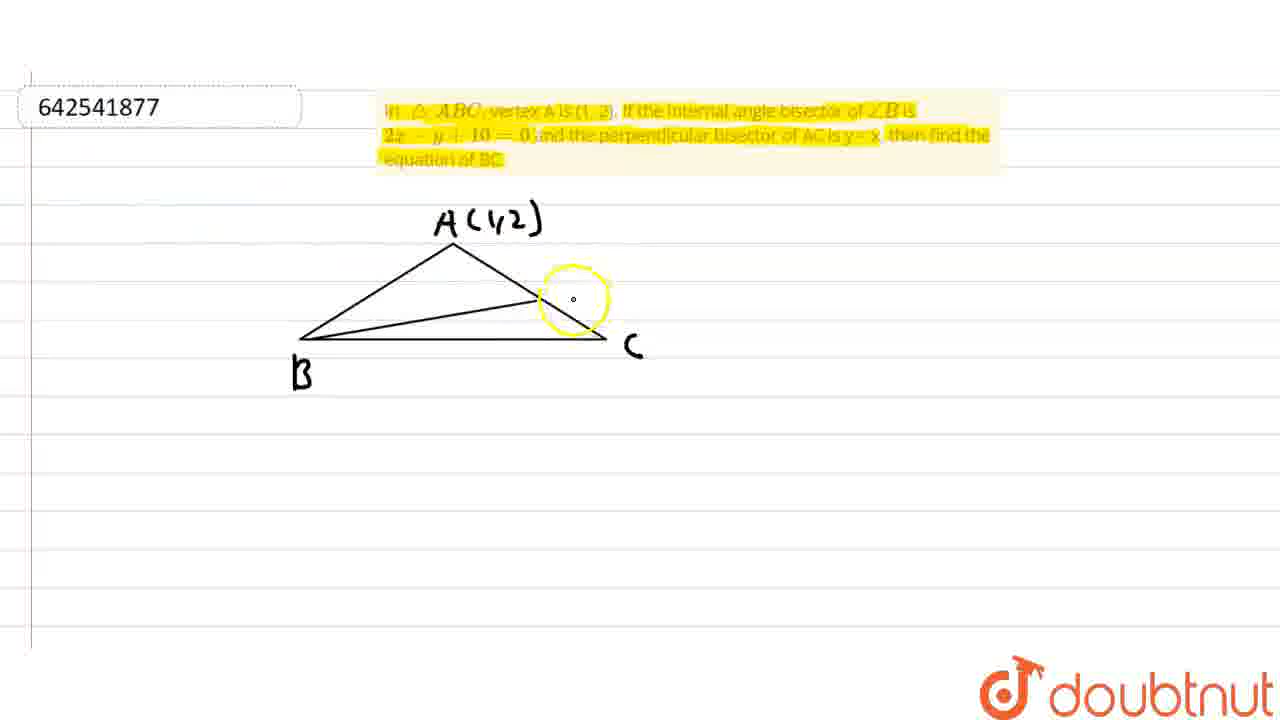 642541877
In △ ABC, vertex A is (1, 2). If the internal angle bisector of ∠B is
2x - y + 10 = 0 and the perpendicular bisector of AC is y = x, then find the
equation of BC
A (1,2)
B
C
doubtnut